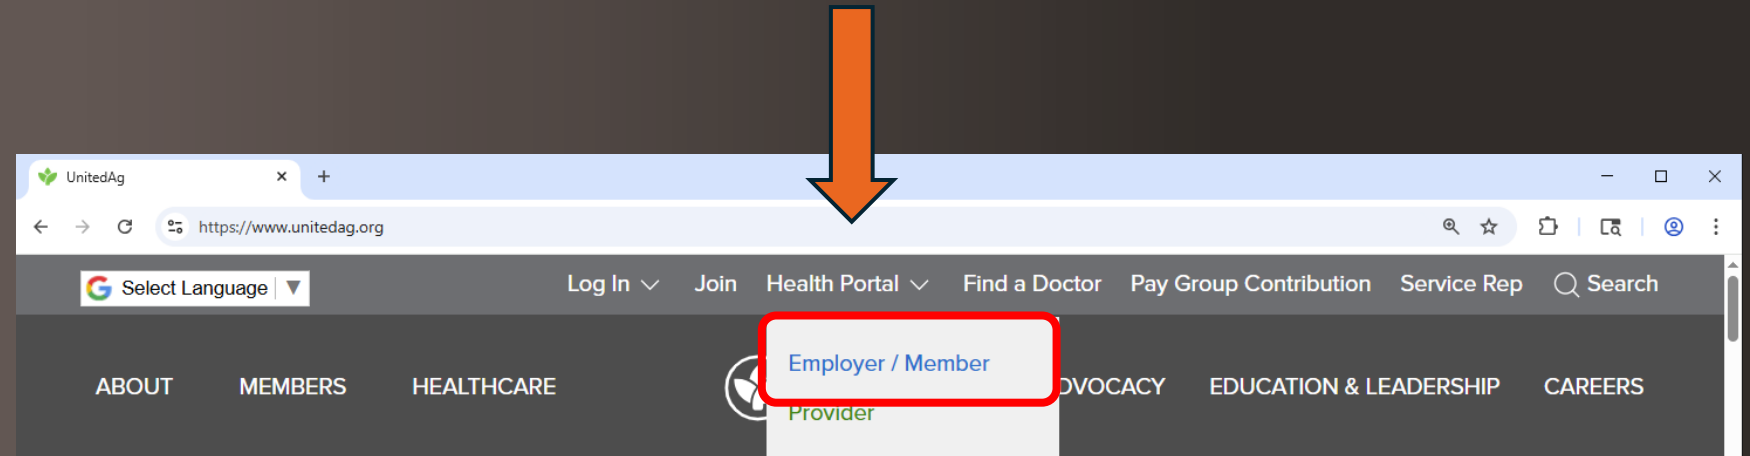 UnitedAg
https://www.unitedag.org
Select Language
Log In Join Health Portal Find a Doctor Pay Group Contribution Service Rep Search
Employer / Member
ABOUT MEMBERS HEALTHCARE DVOCACY EDUCATION & LEADERSHIP CAREERS
Provider